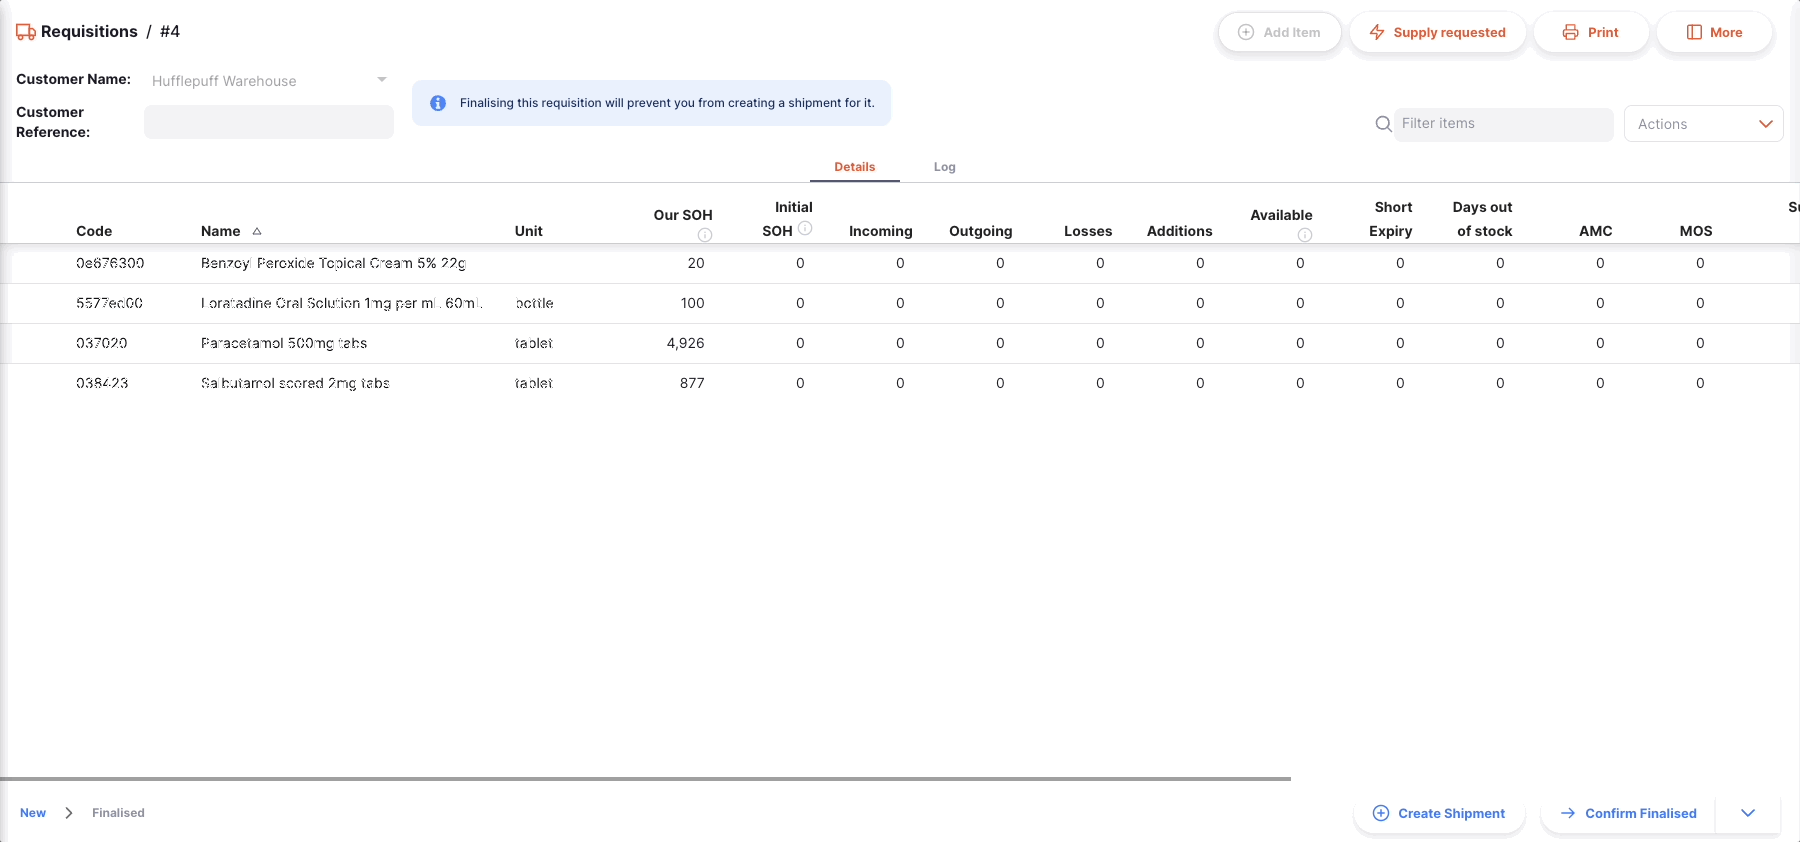 Requisitions / #4
Add Item
Supply requested
Print
More
Customer Name: Hufflepuff Warehouse
Customer Reference:
Finalising this requisition will prevent you from creating a shipment for it.
Filter items
Actions
Details
Log
Code Name Unit Our SOH Initial SOH Incoming Outgoing Losses Additions Available Short Expiry Days out of stock AMC MOS
0e676300 Benzoyl Peroxide Topical Cream 5% 22g 20 0 0 0 0 0 0 0 0 0 0
5577ed00 Loratadine Oral Solution 1mg per mL 60mL bottle 100 0 0 0 0 0 0 0 0 0 0
037020 Paracetamol 500mg tabs tablet 4,926 0 0 0 0 0 0 0 0 0 0
038423 Salbutamol scored 2mg tabs tablet 877 0 0 0 0 0 0 0 0 0 0
New > Finalised
Create Shipment
Confirm Finalised